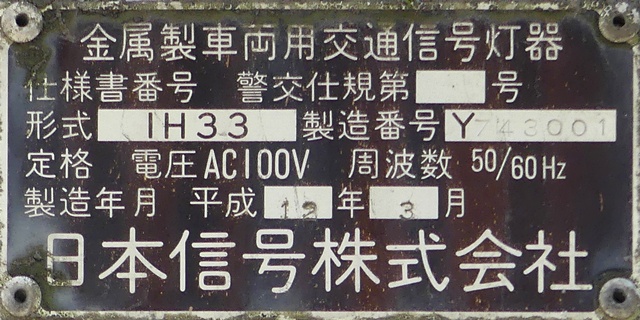 金属製車両用交通信号灯器
仕様書番号 警交仕規第 号
形式 1H33 製造番号 Y743001
定格 電圧AC100V 周波数 50/60Hz
製造年月 平成 12 年 3 月
日本信号株式会社